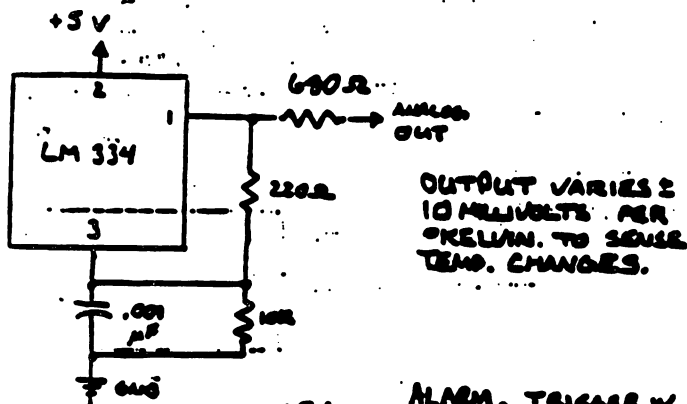 +5 V
2
680Ω
1
ANALOG
OUT
LM 334
220Ω
OUTPUT VARIES ±
10 MILLIVOLTS PER
°KELVIN. TO SENSE
TEMP. CHANGES.
3
.001
μF
10K
GND
ALARM. TRIGGER W